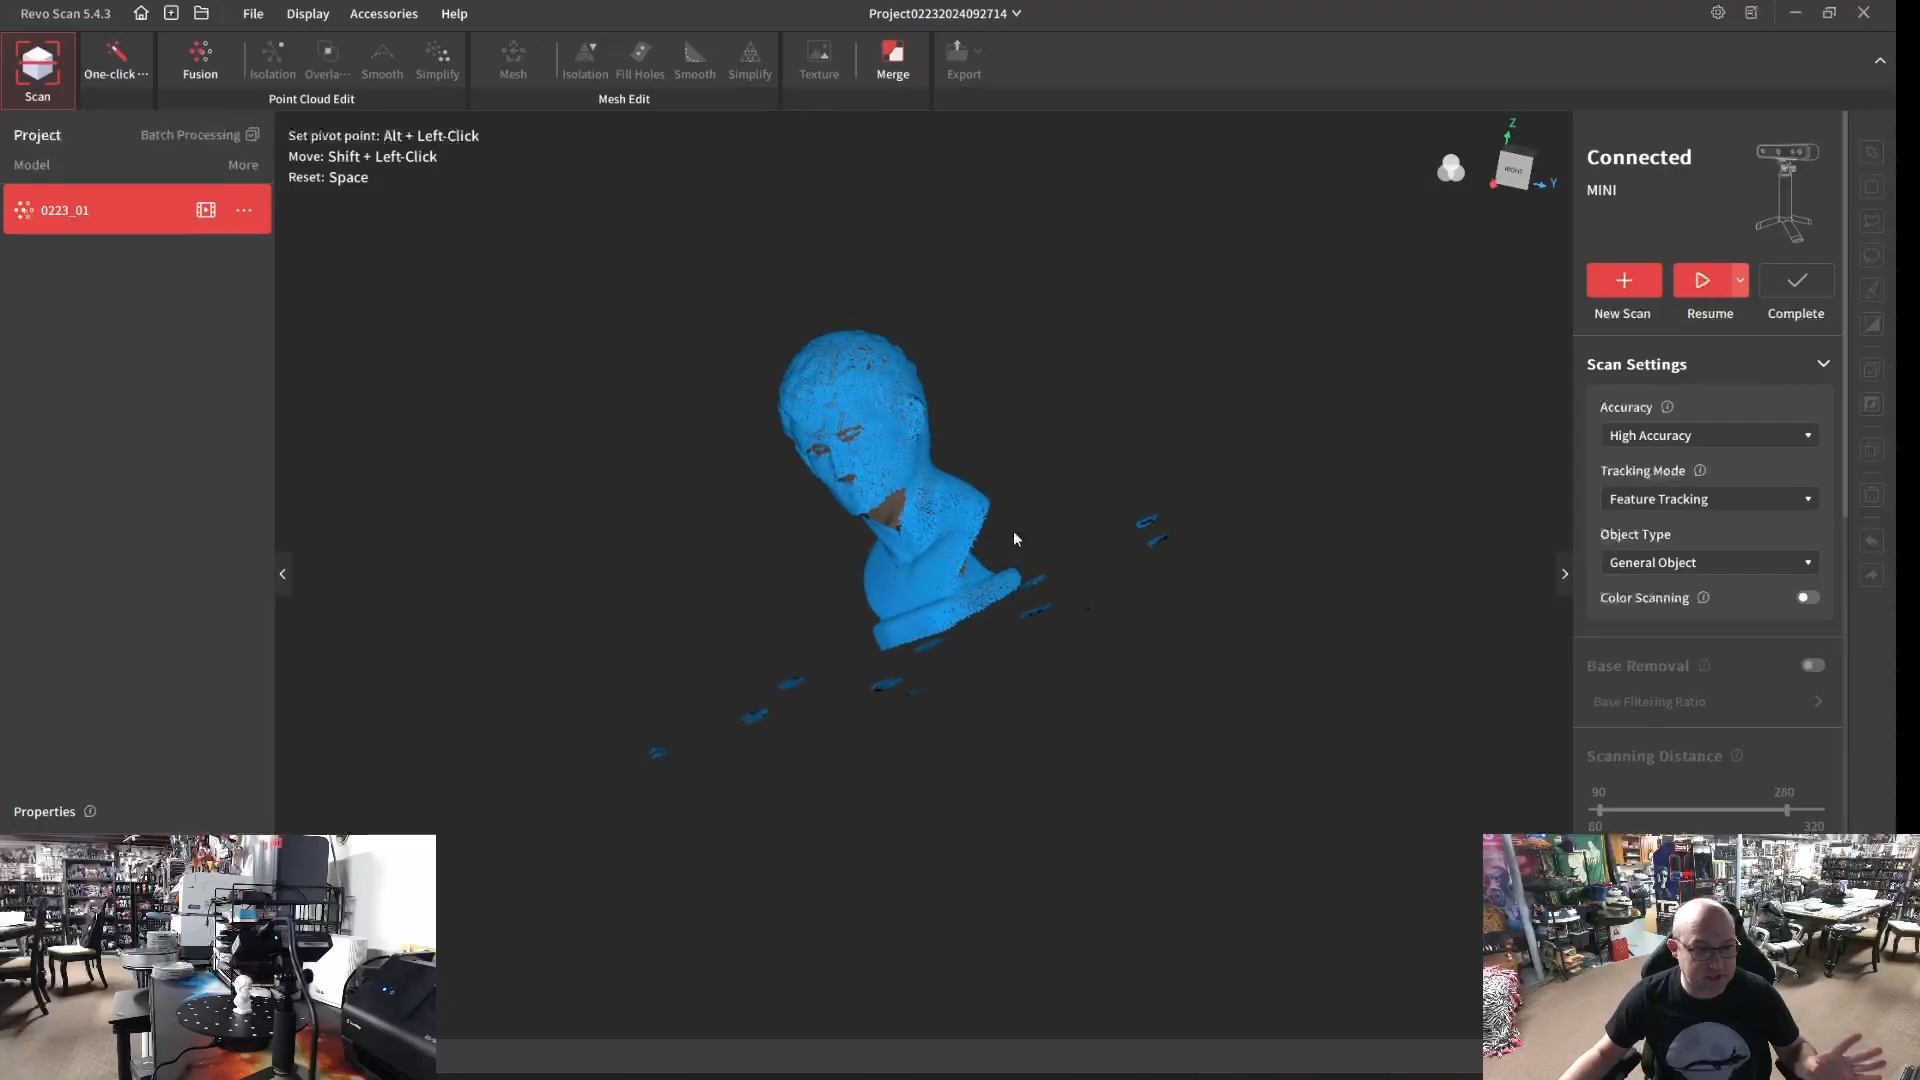 Revo Scan 5.4.3
File
Display
Accessories
Help
Project02232024092714
Scan
One-click ···
Fusion
Isolation
Overla···
Smooth
Simplify
Point Cloud Edit
Mesh
Isolation
Fill Holes
Smooth
Simplify
Mesh Edit
Texture
Merge
Export
Project
Batch Processing
Model
More
0223_01
Properties
Set pivot point: Alt + Left-Click
Move: Shift + Left-Click
Reset: Space
Z
RIGHT
Y
Connected
MINI
New Scan
Resume
Complete
Scan Settings
Accuracy
High Accuracy
Tracking Mode
Feature Tracking
Object Type
General Object
Color Scanning
Base Removal
Base Filtering Ratio
Scanning Distance
90
280
80
320